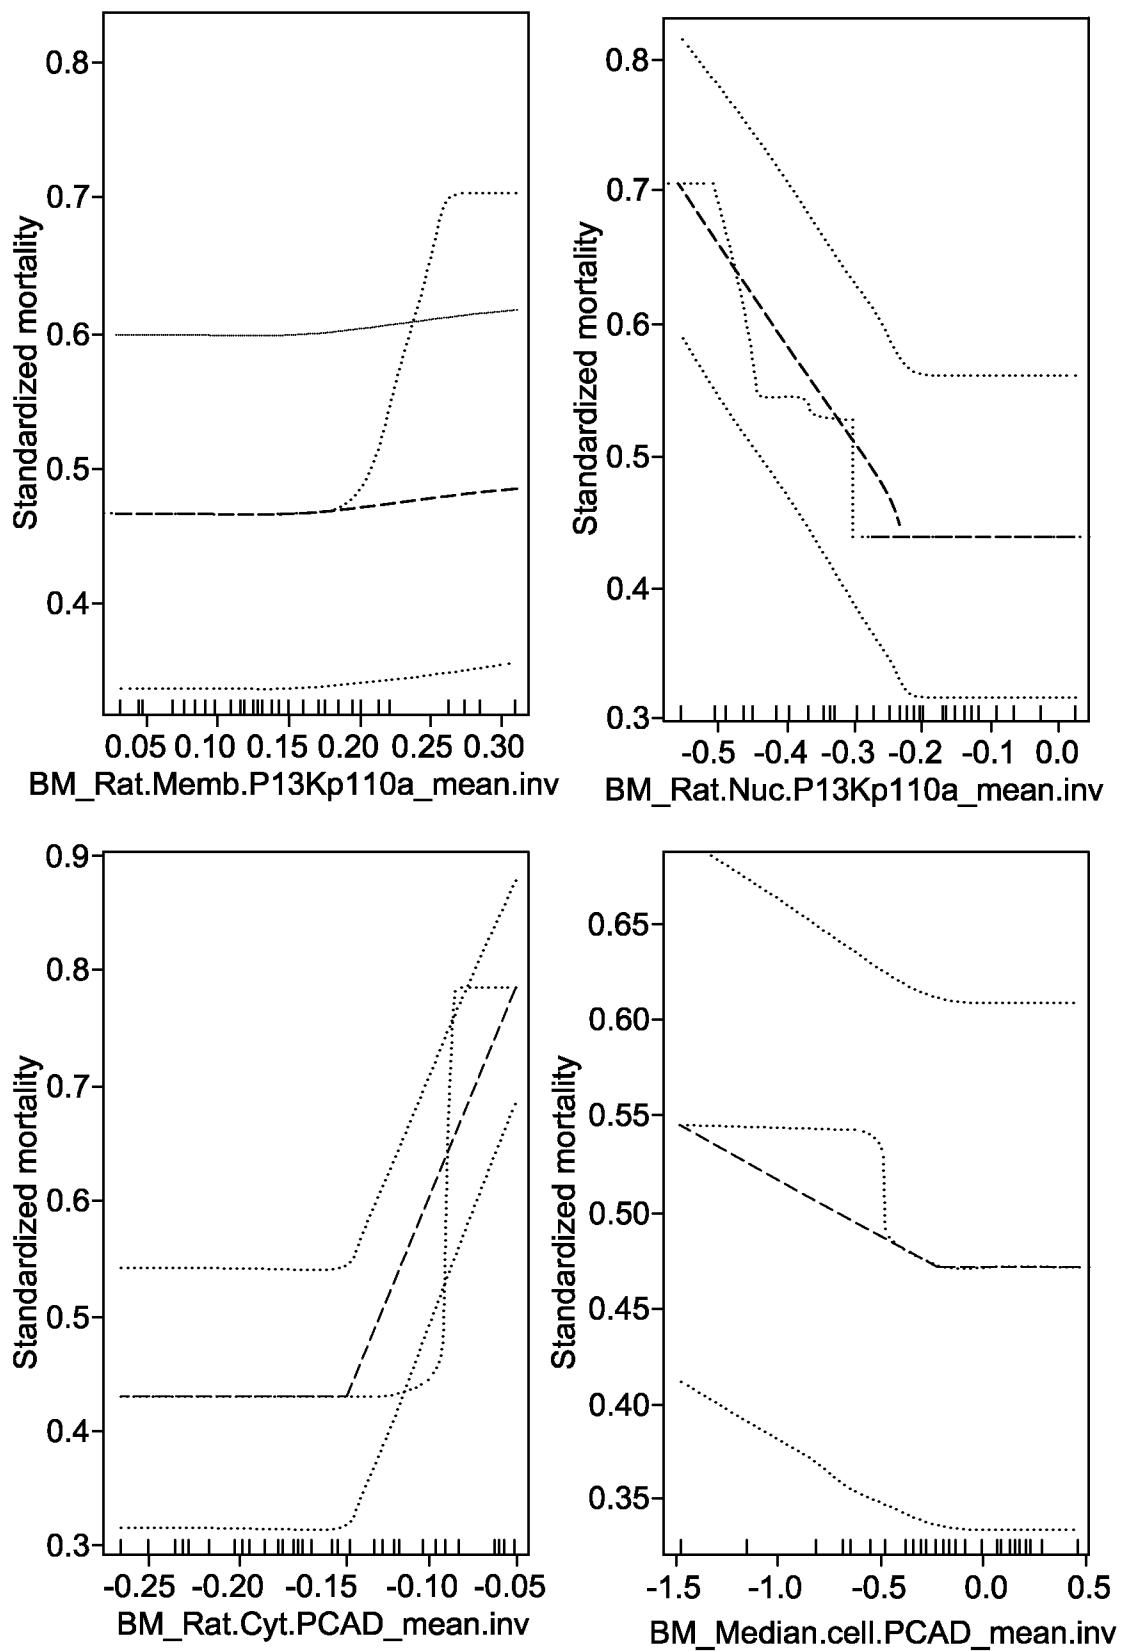 Standardized mortality
0.8
0.7
0.6
0.5
0.4
0.05 0.10 0.15 0.20 0.25 0.30
BM_Rat.Memb.P13Kp110a_mean.inv
Standardized mortality
0.8
0.7
0.6
0.5
0.4
0.3
-0.5 -0.4 -0.3 -0.2 -0.1 0.0
BM_Rat.Nuc.P13Kp110a_mean.inv
Standardized mortality
0.9
0.8
0.7
0.6
0.5
0.4
0.3
-0.25 -0.20 -0.15 -0.10 -0.05
BM_Rat.Cyt.PCAD_mean.inv
Standardized mortality
0.65
0.60
0.55
0.50
0.45
0.40
0.35
-1.5 -1.0 -0.5 0.0 0.5
BM_Median.cell.PCAD_mean.inv